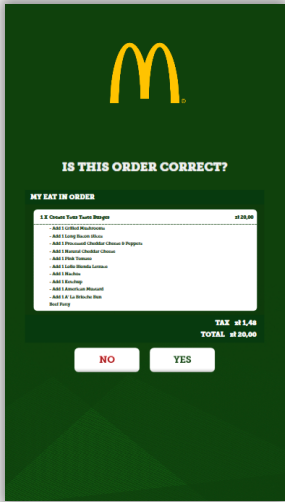 IS THIS ORDER CORRECT?
MY EAT IN ORDER
1 X Create Your Taste Burger zł 20,00
- Add 1 Grilled Mushrooms
- Add 1 Long Bacon Slices
- Add 1 Processed Cheddar Cheese & Peppers
- Add 1 Natural Cheddar Cheese
- Add 1 Pink Tomato
- Add 1 Lollo Bionda Lettuce
- Add 1 Nachos
- Add 1 Ketchup
- Add 1 American Mustard
- Add 1 A' La Brioche Bun
Beef Patty
TAX zł 1,48
TOTAL zł 20,00
NO YES